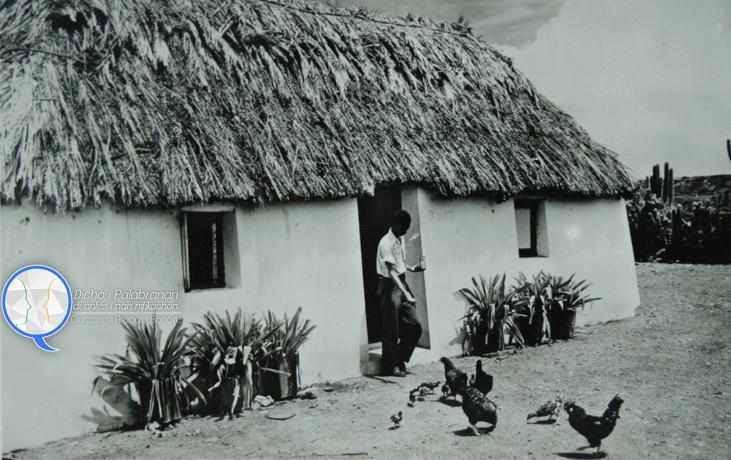 Dicho i Palabranan
di antes i nan nifikashon
Curaçao | Aruba | Bonaire